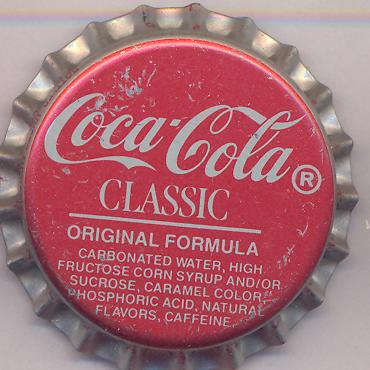 Coca-Cola ®
CLASSIC
ORIGINAL FORMULA
CARBONATED WATER, HIGH
FRUCTOSE CORN SYRUP AND/OR
SUCROSE, CARAMEL COLOR
PHOSPHORIC ACID, NATURAL
FLAVORS, CAFFEINE